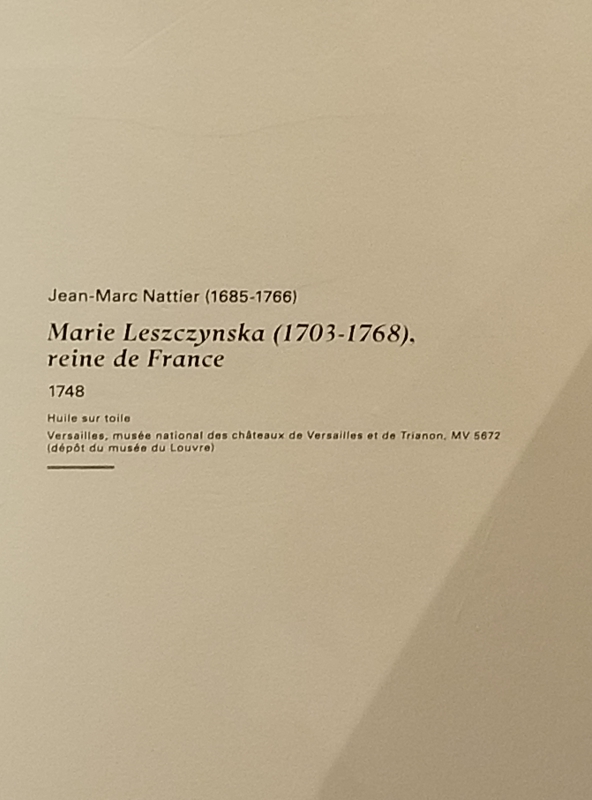 Jean-Marc Nattier (1685-1766)
Marie Leszczynska (1703-1768),
reine de France
1748
Huile sur toile
Versailles, musée national des châteaux de Versailles et de Trianon, MV 5672
(dépôt du musée du Louvre)